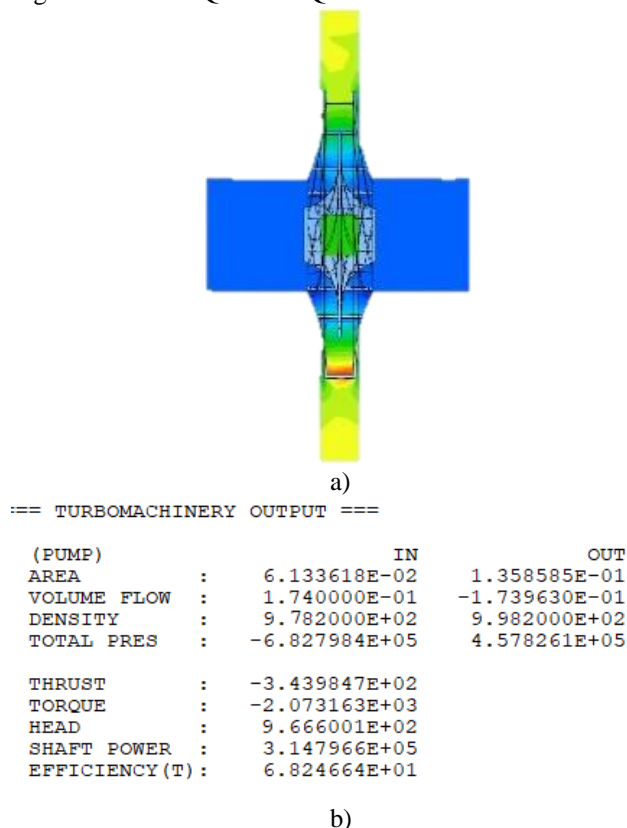 a)
=== TURBOMACHINERY OUTPUT ===
(PUMP) IN OUT
AREA : 6.133618E-02 1.358585E-01
VOLUME FLOW : 1.740000E-01 -1.739630E-01
DENSITY : 9.782000E+02 9.982000E+02
TOTAL PRES : -6.827984E+05 4.578261E+05
THRUST : -3.439847E+02
TORQUE : -2.073163E+03
HEAD : 9.666001E+02
SHAFT POWER : 3.147966E+05
EFFICIENCY(T): 6.824664E+01
b)